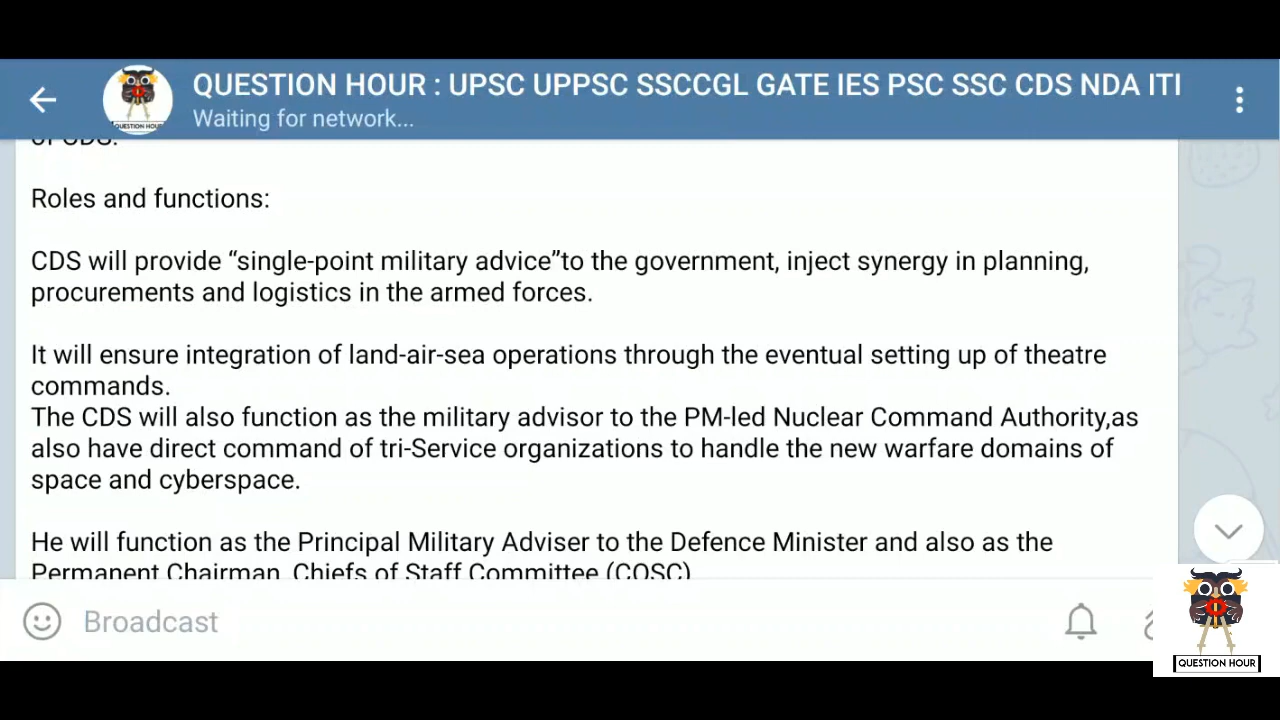 QUESTION HOUR : UPSC UPPSC SSCCGL GATE IES PSC SSC CDS NDA ITI
QUESTION HOUR
Waiting for network...
of CDS.
Roles and functions:
CDS will provide “single-point military advice”to the government, inject synergy in planning,
procurements and logistics in the armed forces.
It will ensure integration of land-air-sea operations through the eventual setting up of theatre
commands.
The CDS will also function as the military advisor to the PM-led Nuclear Command Authority,as
also have direct command of tri-Service organizations to handle the new warfare domains of
space and cyberspace.
He will function as the Principal Military Adviser to the Defence Minister and also as the
Permanent Chairman, Chiefs of Staff Committee (COSC)
Broadcast
QUESTION HOUR